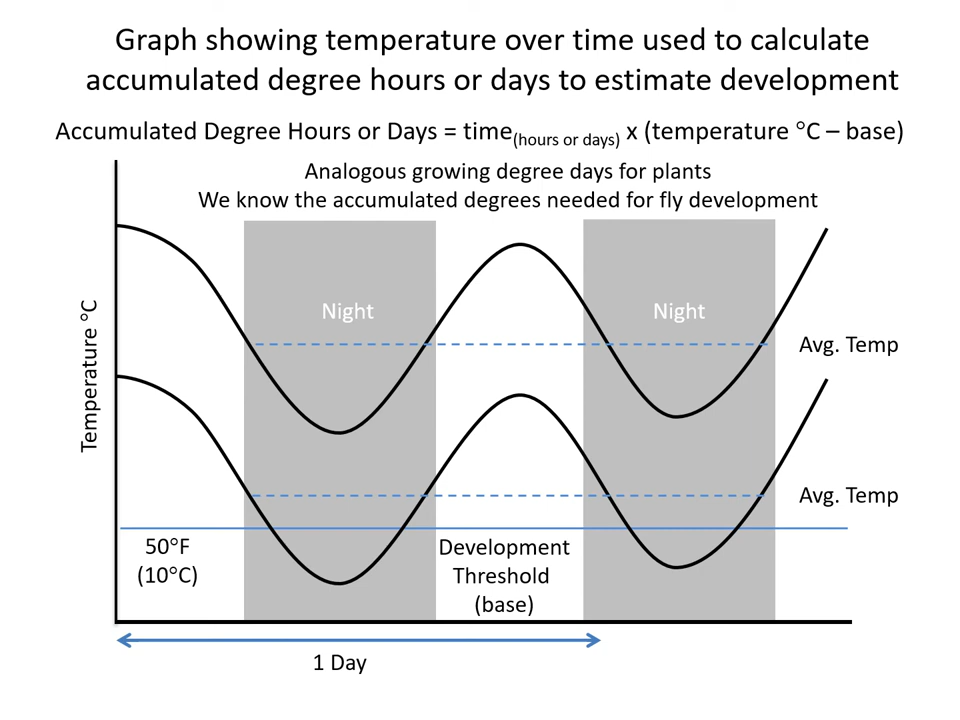 Graph showing temperature over time used to calculate
accumulated degree hours or days to estimate development
Accumulated Degree Hours or Days = time(hours or days) x (temperature °C – base)
Analogous growing degree days for plants
We know the accumulated degrees needed for fly development
Temperature °C
Night
Night
Avg. Temp
Avg. Temp
50°F
(10°C)
Development
Threshold
(base)
1 Day